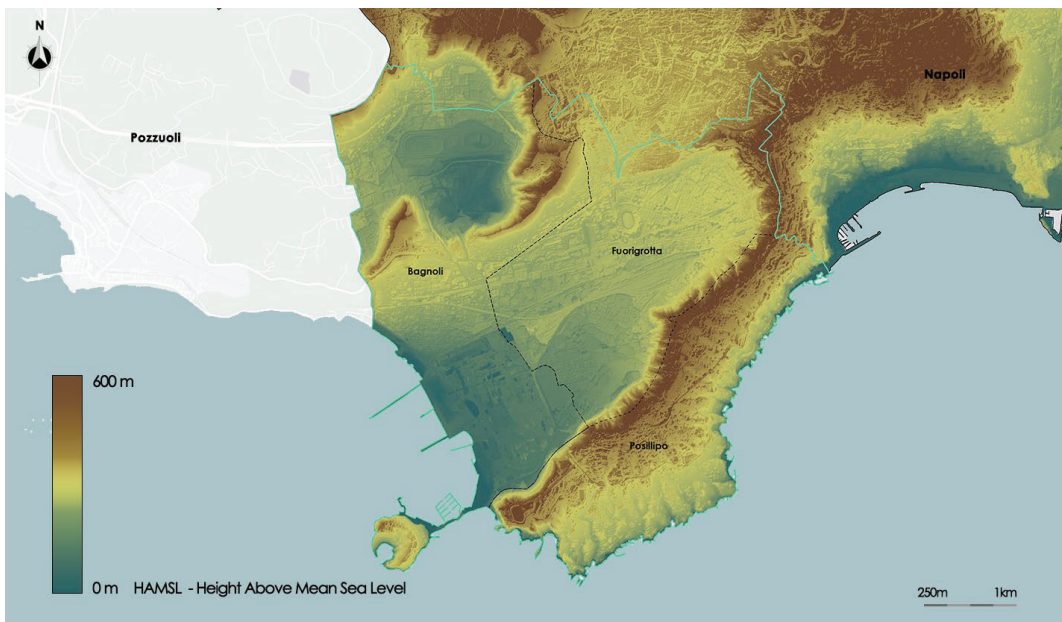 N
Napoli
Pozzuoli
Fuorigrotta
Bagnoli
600 m
Posillipo
0 m HAMSL - Height Above Mean Sea Level
250m 1km